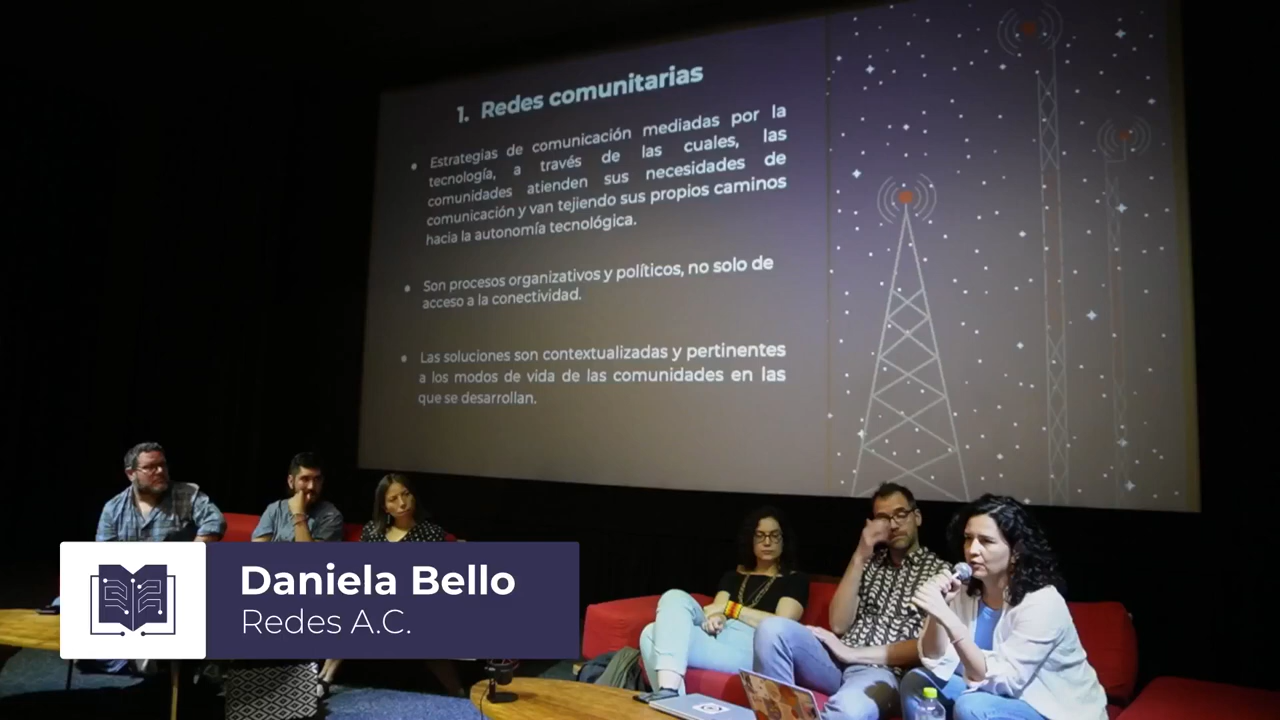 1. Redes comunitarias
• Estrategias de comunicación mediadas por la
tecnología, a través de las cuales, las
comunidades atienden sus necesidades de
comunicación y van tejiendo sus propios caminos
hacia la autonomía tecnológica.
• Son procesos organizativos y políticos, no solo de
acceso a la conectividad.
• Las soluciones son contextualizadas y pertinentes
a los modos de vida de las comunidades en las
que se desarrollan.
Daniela Bello
Redes A.C.